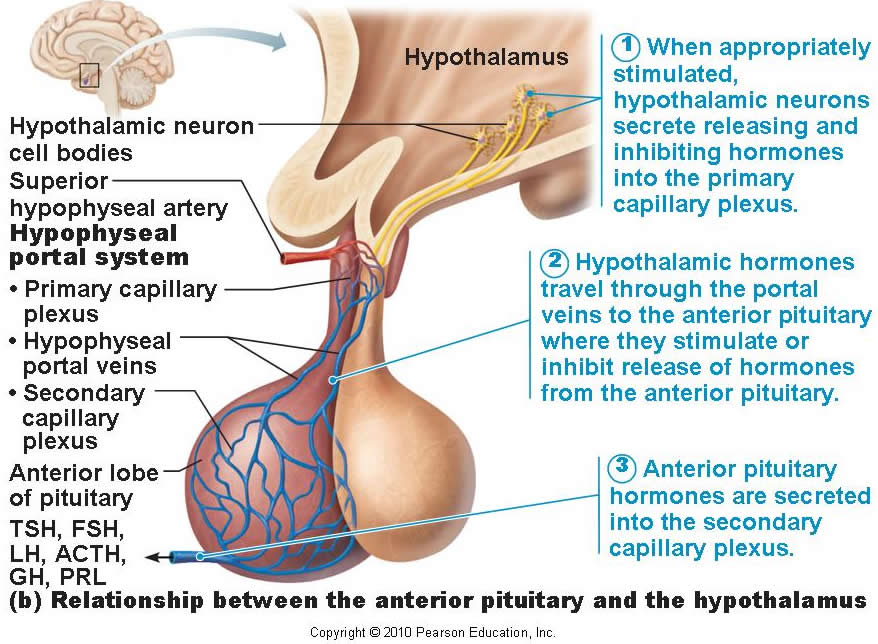 Hypothalamus
Hypothalamic neuron
cell bodies
Superior
hypophyseal artery
Hypophyseal
portal system
• Primary capillary
plexus
• Hypophyseal
portal veins
• Secondary
capillary
plexus
Anterior lobe
of pituitary
TSH, FSH,
LH, ACTH,
GH, PRL
1 When appropriately
stimulated,
hypothalamic neurons
secrete releasing and
inhibiting hormones
into the primary
capillary plexus.
2 Hypothalamic hormones
travel through the portal
veins to the anterior pituitary
where they stimulate or
inhibit release of hormones
from the anterior pituitary.
3 Anterior pituitary
hormones are secreted
into the secondary
capillary plexus.
(b) Relationship between the anterior pituitary and the hypothalamus
Copyright © 2010 Pearson Education, Inc.